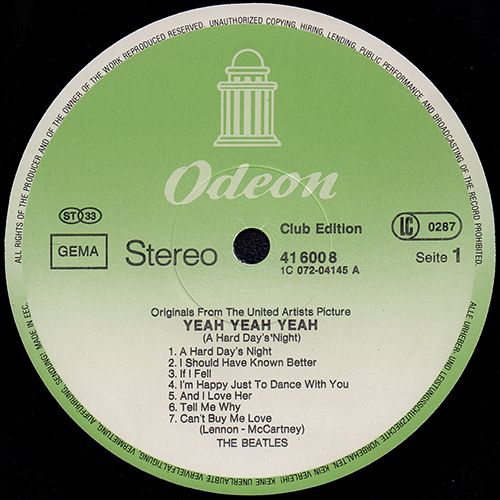 ALL RIGHTS OF THE PRODUCER AND OF THE OWNER OF THE WORK REPRODUCED RESERVED. UNAUTHORIZED COPYING, HIRING, LENDING, PUBLIC PERFORMANCE AND BROADCASTING OF THE RECORD PROHIBITED.
Odeon
ST 33
GEMA
Stereo
Club Edition
41 600 8
1C 072-04145 A
LC 0287
Seite 1
Originals From The United Artists Picture
YEAH YEAH YEAH
(A Hard Day's Night)
1. A Hard Day's Night
2. I Should Have Known Better
3. If I Fell
4. I'm Happy Just To Dance With You
5. And I Love Her
6. Tell Me Why
7. Can't Buy Me Love
(Lennon - McCartney)
THE BEATLES
ALLE URHEBER- UND LEISTUNGSSCHUTZRECHTE VORBEHALTEN. KEIN VERLEIH! KEINE UNERLAUBTE VERVIELFÄLTIGUNG, VERMIETUNG, AUFFÜHRUNG, SENDUNG! MADE IN EEC.